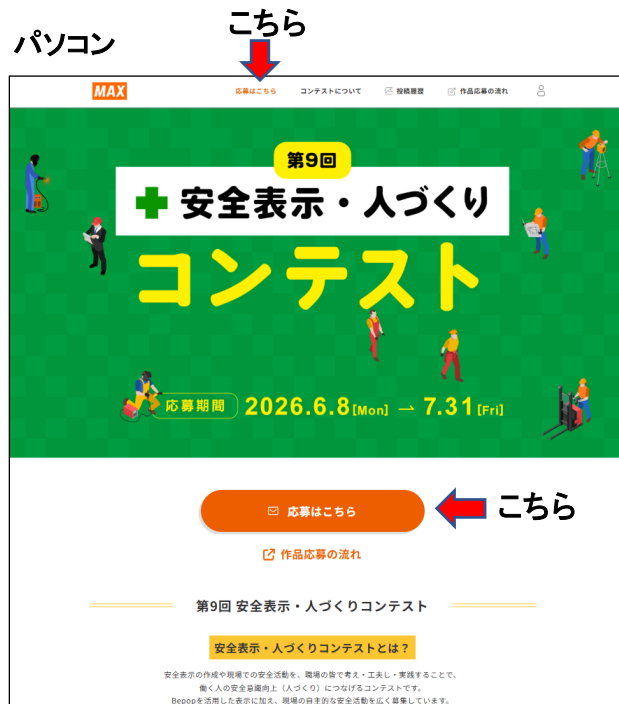 こちら
パソコン
MAX
応募はこちら
コンテストについて
投稿履歴
作品応募の流れ
第9回
安全表示・人づくり
コンテスト
応募期間 2026.6.8[Mon] → 7.31[Fri]
応募はこちら
こちら
作品応募の流れ
第9回 安全表示・人づくりコンテスト
安全表示・人づくりコンテストとは？
安全表示の作成や現場での安全活動を、職場の皆で考え・工夫し・実践することで、
働く人の安全意識向上（人づくり）につなげるコンテストです。
Bepopを活用した表示に加え、現場の自主的な安全活動を広く募集しています。